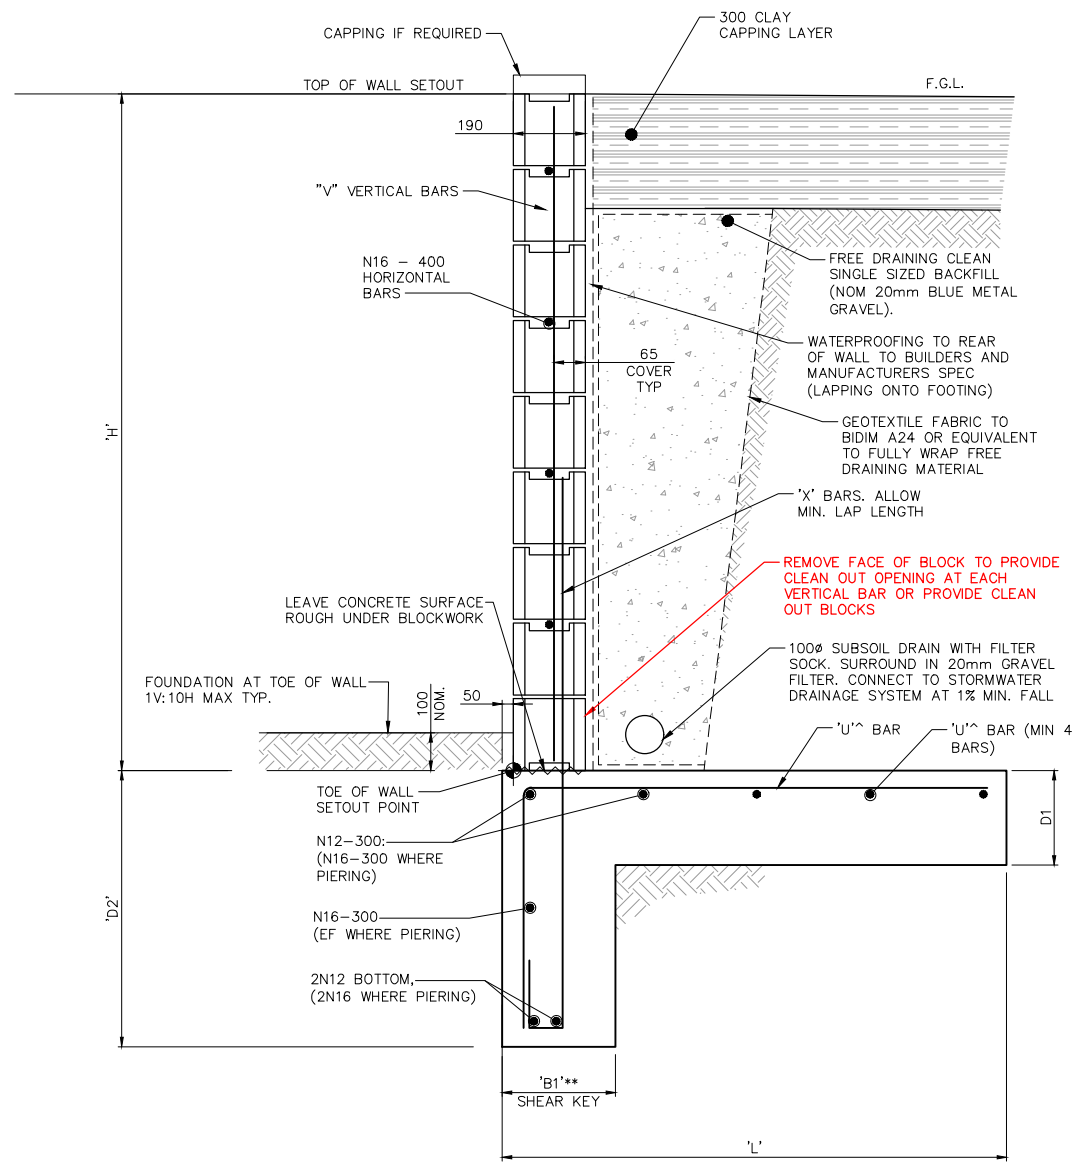 300 CLAY
CAPPING LAYER
CAPPING IF REQUIRED
TOP OF WALL SETOUT
F.G.L.
190
"V" VERTICAL BARS
N16 - 400
HORIZONTAL
BARS
FREE DRAINING CLEAN
SINGLE SIZED BACKFILL
(NOM 20mm BLUE METAL
GRAVEL).
WATERPROOFING TO REAR
OF WALL TO BUILDERS AND
MANUFACTURERS SPEC
(LAPPING ONTO FOOTING)
65
COVER
TYP
'H'
GEOTEXTILE FABRIC TO
BIDIM A24 OR EQUIVALENT
TO FULLY WRAP FREE
DRAINING MATERIAL
'X' BARS. ALLOW
MIN. LAP LENGTH
REMOVE FACE OF BLOCK TO PROVIDE
CLEAN OUT OPENING AT EACH
VERTICAL BAR OR PROVIDE CLEAN
OUT BLOCKS
LEAVE CONCRETE SURFACE
ROUGH UNDER BLOCKWORK
100ø SUBSOIL DRAIN WITH FILTER
SOCK. SURROUND IN 20mm GRAVEL
FILTER. CONNECT TO STORMWATER
DRAINAGE SYSTEM AT 1% MIN. FALL
FOUNDATION AT TOE OF WALL
1V:10H MAX TYP.
100
NOM.
50
'U'^ BAR
'U'^ BAR (MIN 4
BARS)
TOE OF WALL
SETOUT POINT
D1
N12-300:
(N16-300 WHERE
PIERING)
'D2'
N16-300
(EF WHERE PIERING)
2N12 BOTTOM,
(2N16 WHERE PIERING)
'B1'**
SHEAR KEY
'L'